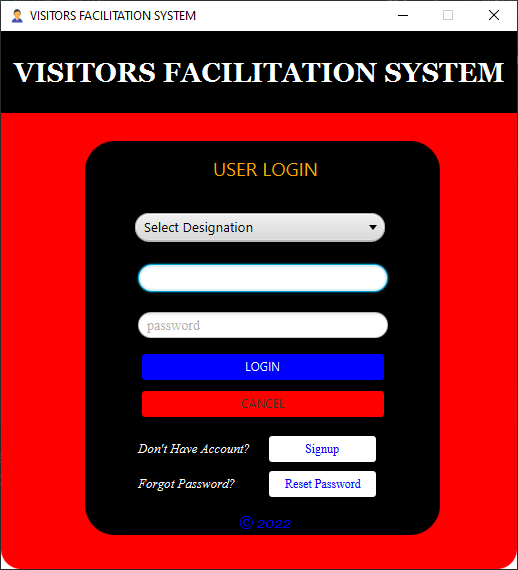 VISITORS FACILITATION SYSTEM
VISITORS FACILITATION SYSTEM
USER LOGIN
Select Designation
password
LOGIN
CANCEL
Don't Have Account? Signup
Forgot Password? Reset Password
© 2022